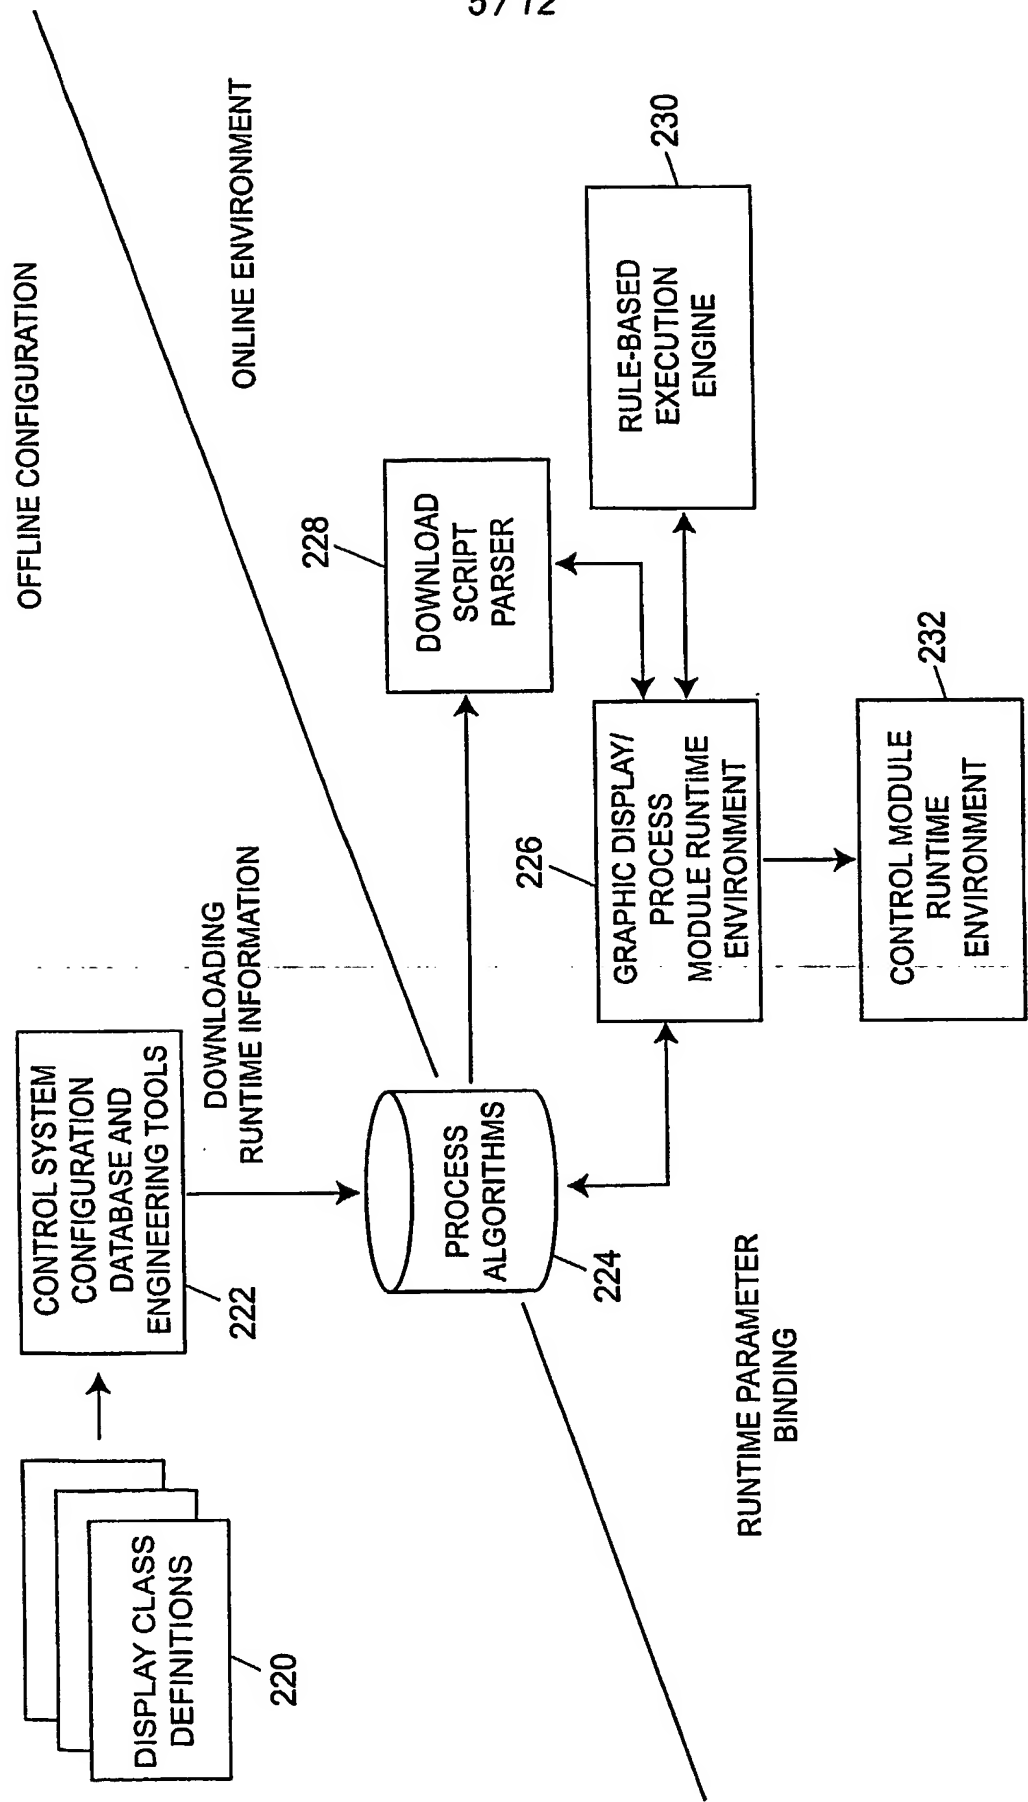 5 / 12
OFFLINE CONFIGURATION
ONLINE ENVIRONMENT
DISPLAY CLASS
DEFINITIONS
220
CONTROL SYSTEM
CONFIGURATION
DATABASE AND
ENGINEERING TOOLS
222
DOWNLOADING
RUNTIME INFORMATION
PROCESS
ALGORITHMS
224
DOWNLOAD
SCRIPT
PARSER
228
GRAPHIC DISPLAY/
PROCESS
MODULE RUNTIME
ENVIRONMENT
226
RULE-BASED
EXECUTION
ENGINE
230
CONTROL MODULE
RUNTIME
ENVIRONMENT
232
RUNTIME PARAMETER
BINDING